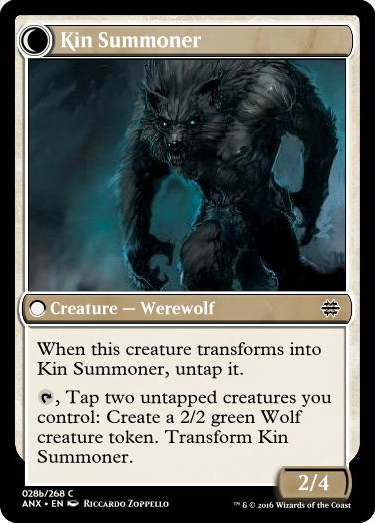 Kin Summoner
Creature — Werewolf
When this creature transforms into
Kin Summoner, untap it.
, Tap two untapped creatures you
control: Create a 2/2 green Wolf
creature token. Transform Kin
Summoner.
2/4
028b/268 C
ANX • EN Riccardo Zoppello
™ & © 2016 Wizards of the Coast